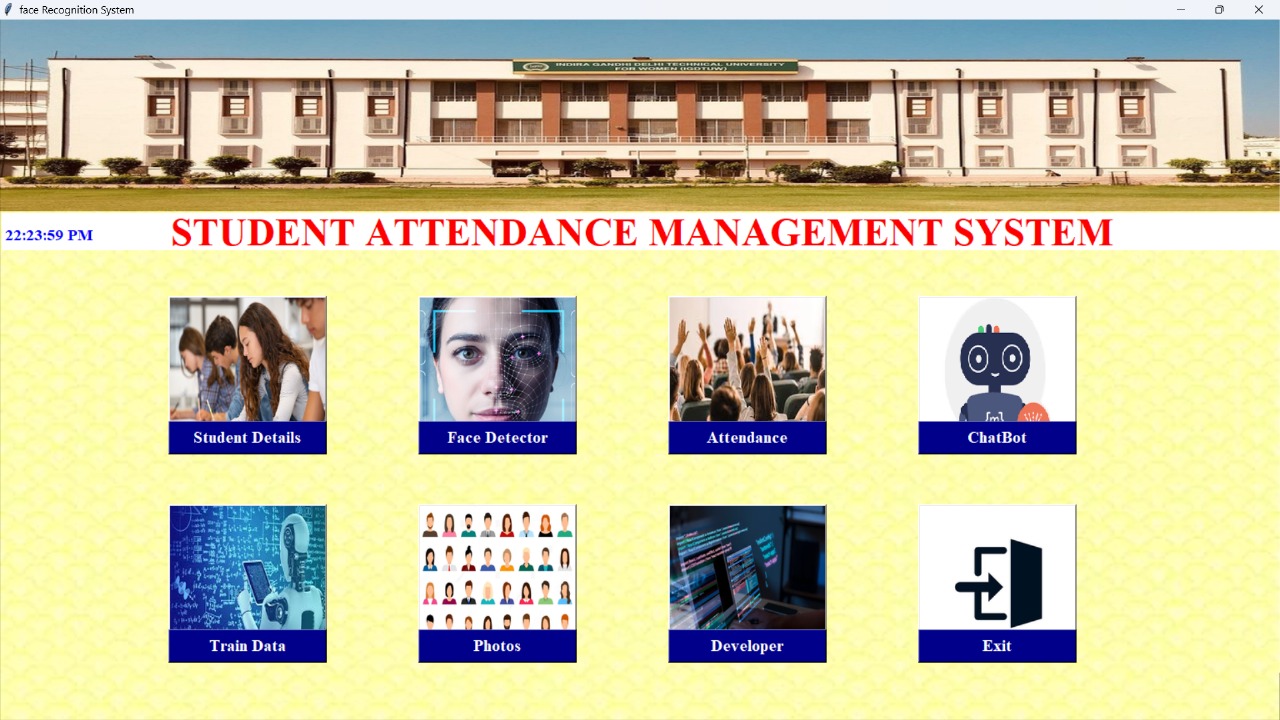 face Recognition System
INDIRA GANDHI DELHI TECHNICAL UNIVERSITY
FOR WOMEN (IGDTUW)
22:23:59 PM
STUDENT ATTENDANCE MANAGEMENT SYSTEM
Student Details
Face Detector
Attendance
ChatBot
[m]
Train Data
Photos
Developer
Exit